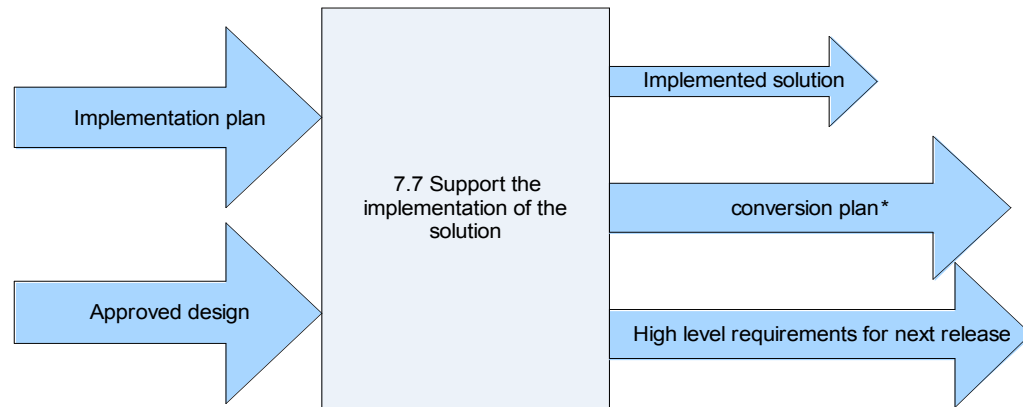 Implementation plan
Approved design
7.7 Support the
implementation of the
solution
Implemented solution
conversion plan*
High level requirements for next release